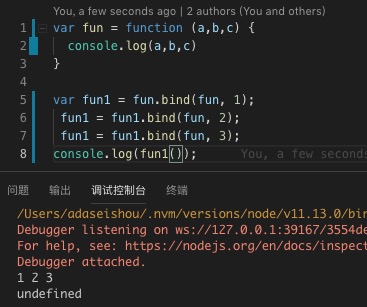 You, a few seconds ago | 2 authors (You and others)
1 var fun = function (a,b,c) {
2 console.log(a,b,c)
3 }
4
5 var fun1 = fun.bind(fun, 1);
6 fun1 = fun1.bind(fun, 2);
7 fun1 = fun1.bind(fun, 3);
8 console.log(fun1()); You, a few seconds
问题 输出 调试控制台 终端
/Users/adaseishou/.nvm/versions/node/v11.13.0/bin
Debugger listening on ws://127.0.0.1:39167/3554de
For help, see: https://nodejs.org/en/docs/inspect
Debugger attached.
1 2 3
undefined